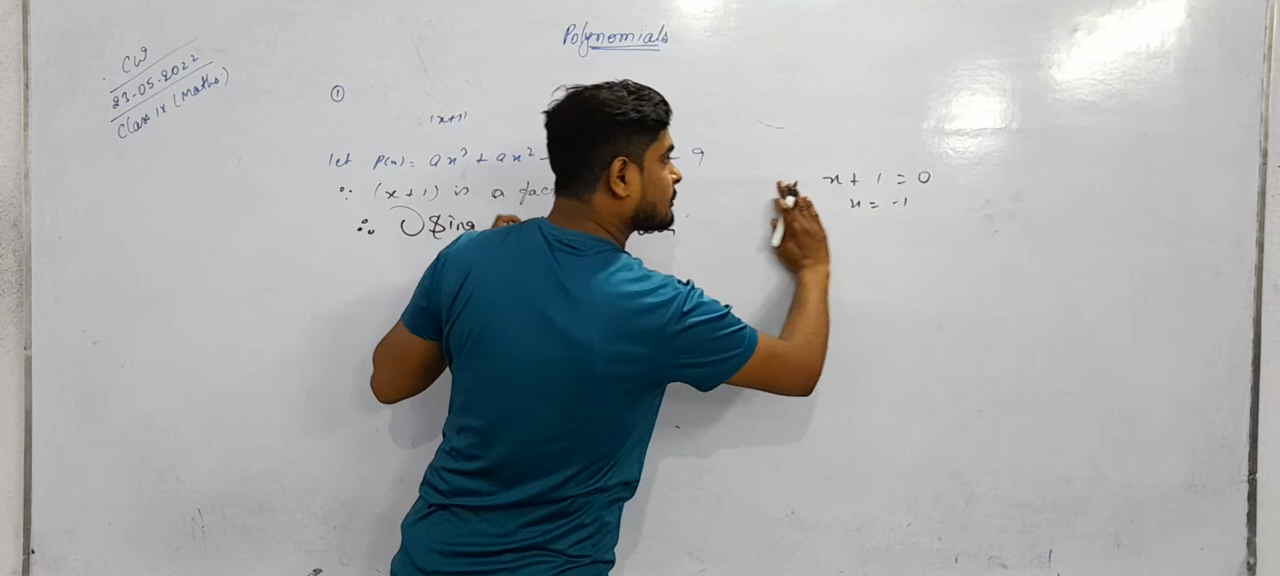 Polynomials
CW
23-05-2022
Class IX (Maths)
①
(x+1)
let P(x) = ax³ + ax² - - 9
∵ (x+1) is a fac
∴ Using
x + 1 = 0
x = -1